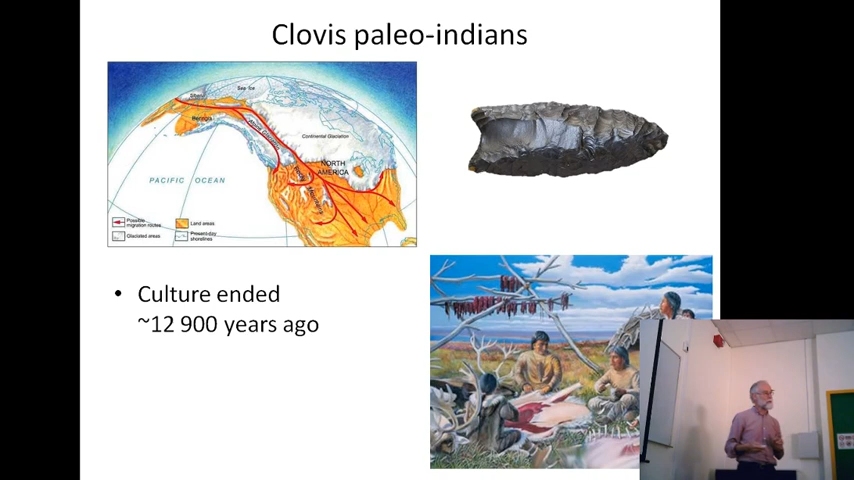 Clovis paleo-indians
Sea Ice
Beringia
Continental Glaciation
NORTH
AMERICA
PACIFIC OCEAN
Possible
migration routes
Land areas
Glaciated areas
Present-day
shorelines
• Culture ended
~12 900 years ago